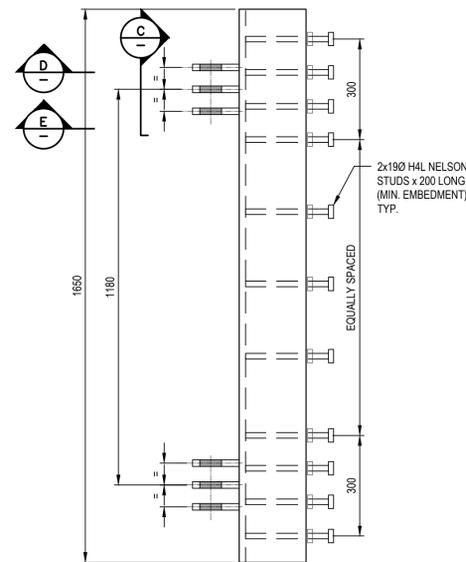 C
–
D
–
E
–
=
=
300
2x19Ø H4L NELSON
STUDS x 200 LONG
(MIN. EMBEDMENT)
TYP.
1650
1180
EQUALLY SPACED
=
=
300